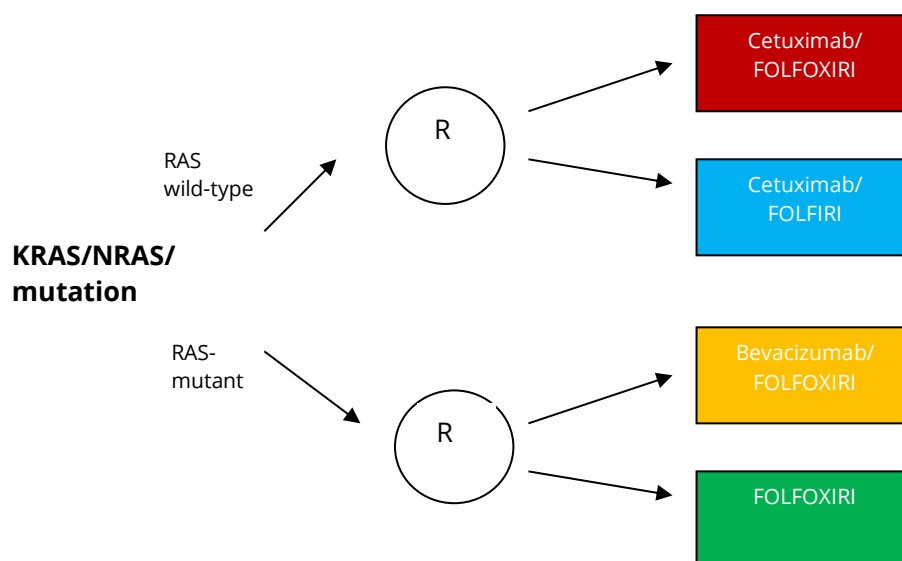 Cetuximab/
FOLFOXIRI
R
RAS
wild-type
Cetuximab/
FOLFIRI
KRAS/NRAS/
mutation
RAS-
mutant
Bevacizumab/
FOLFOXIRI
R
FOLFOXIRI